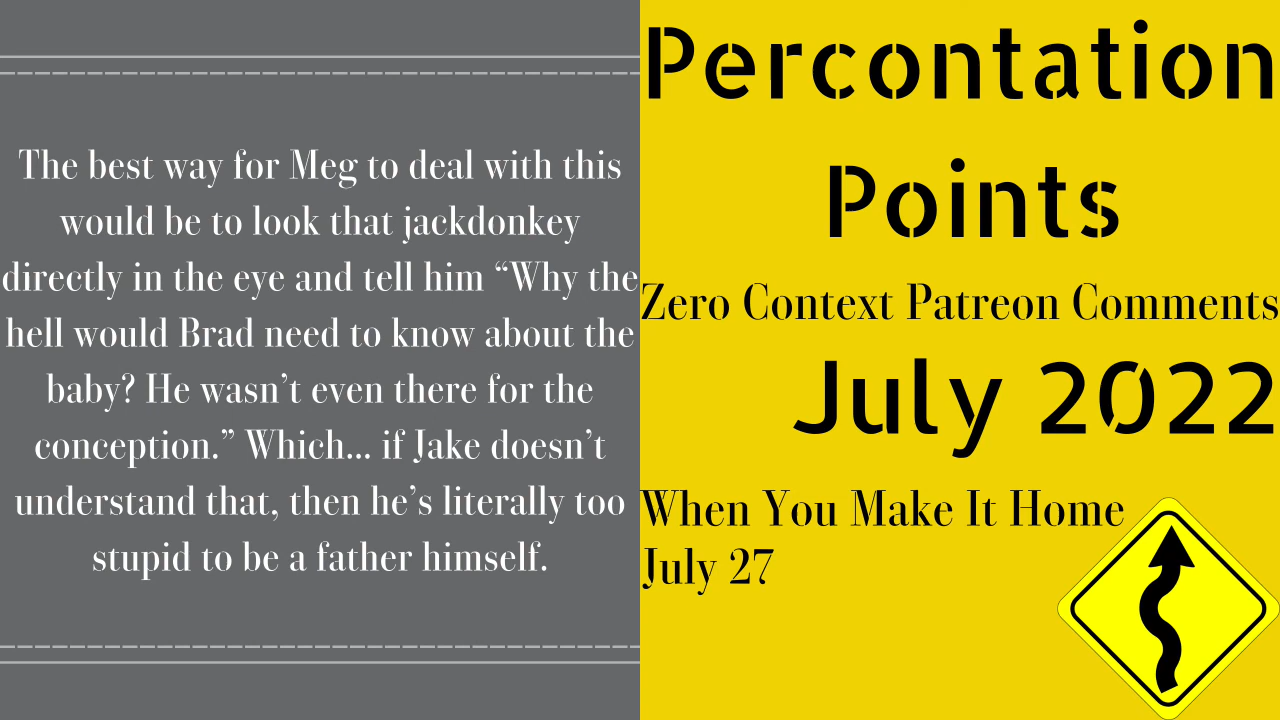 The best way for Meg to deal with this
would be to look that jackdonkey
directly in the eye and tell him “Why the
hell would Brad need to know about the
baby? He wasn’t even there for the
conception.” Which... if Jake doesn’t
understand that, then he’s literally too
stupid to be a father himself.
Percontation
Points
Zero Context Patreon Comments
July 2022
When You Make It Home
July 27